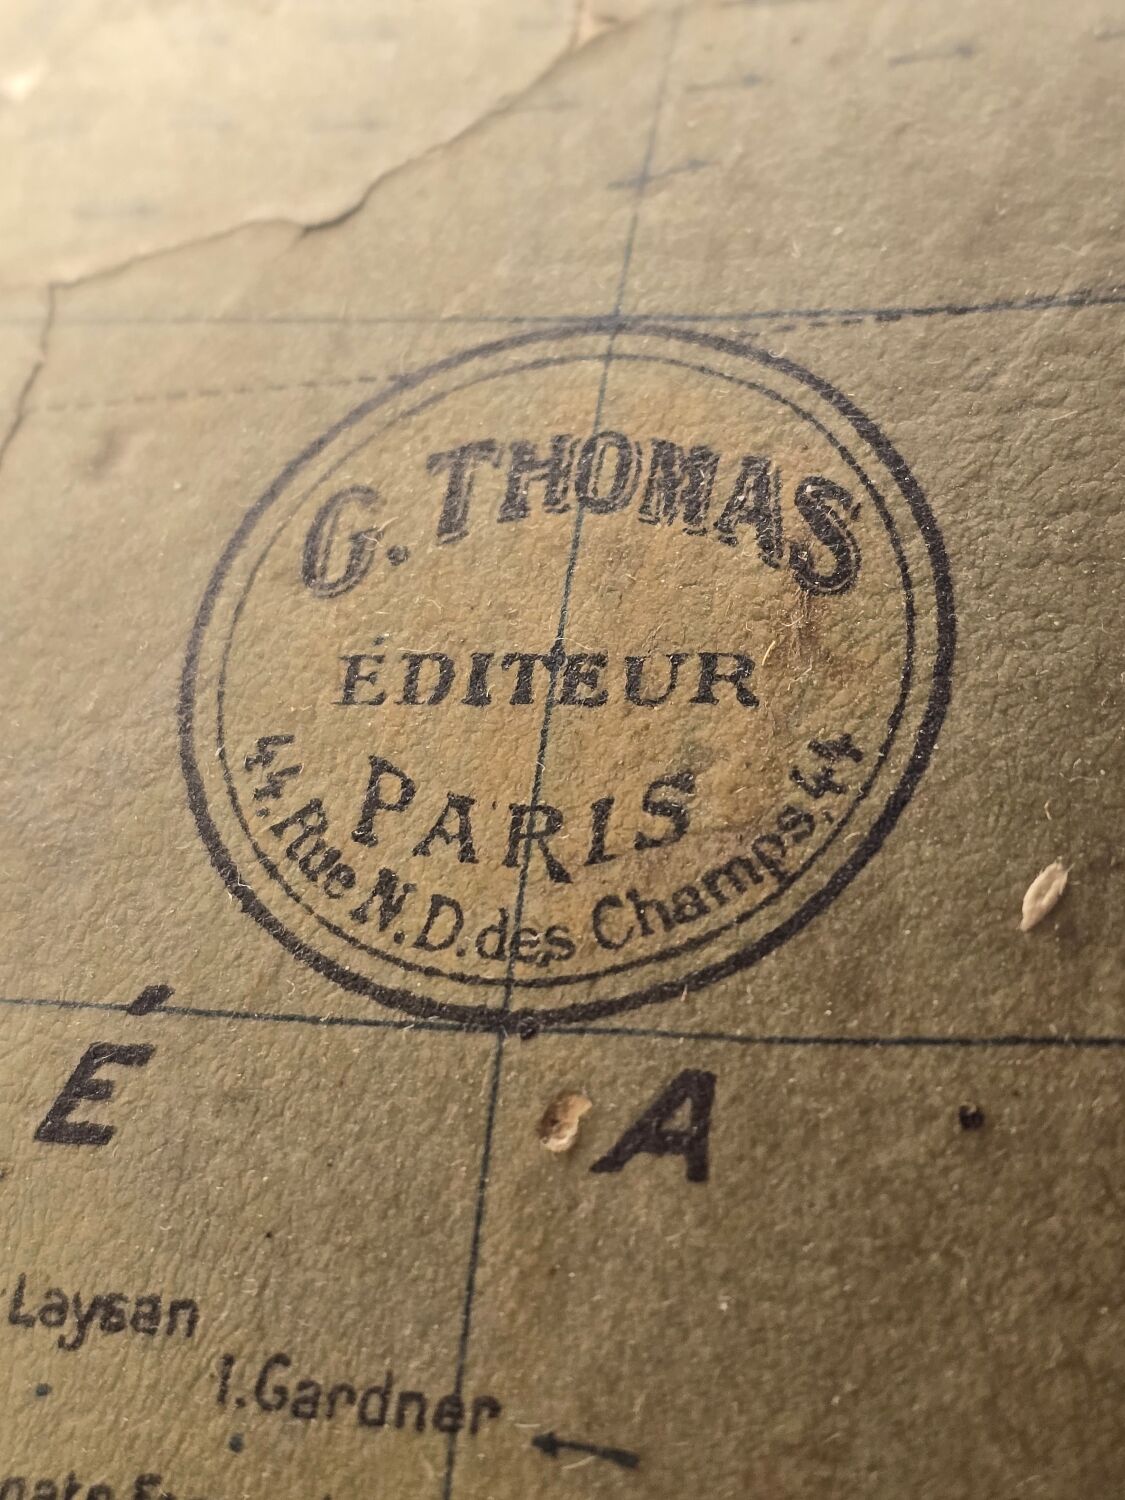 G. THOMAS
ÉDITEUR
PARIS
44. Rue N.D. des Champs, 44
É A
Laysan
I. Gardner